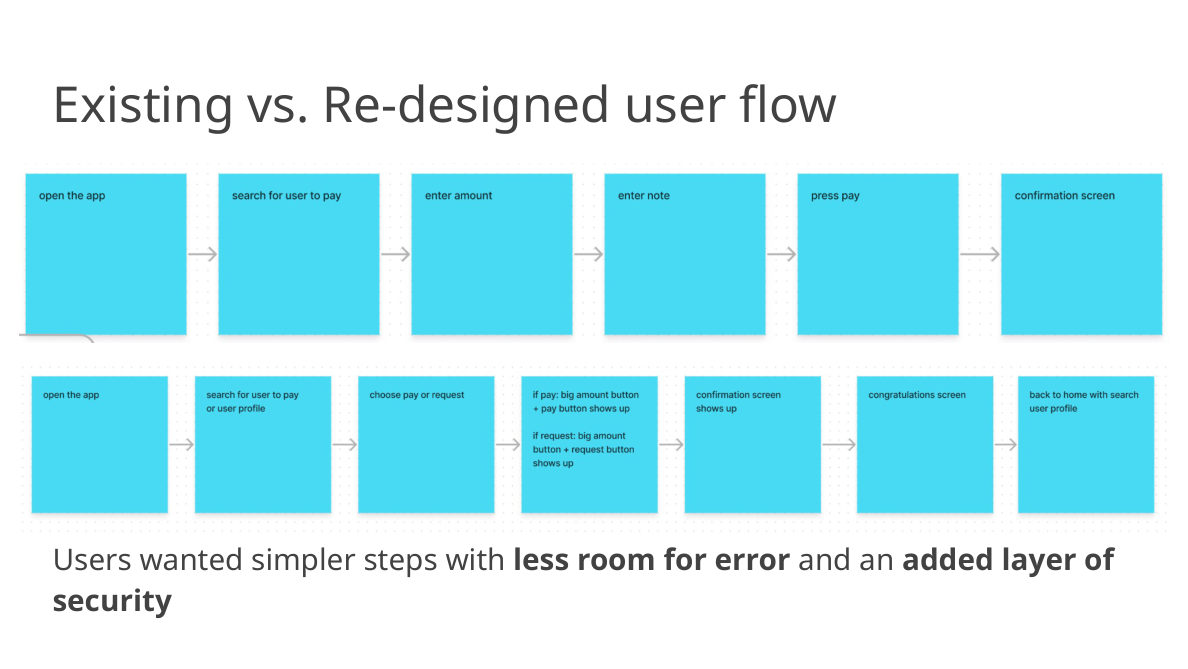 Existing vs. Re-designed user flow
open the app
search for user to pay
enter amount
enter note
press pay
confirmation screen
open the app
search for user to pay
or user profile
choose pay or request
if pay: big amount button
+ pay button shows up
if request: big amount
button + request button
shows up
confirmation screen
shows up
congratulations screen
back to home with search
user profile
Users wanted simpler steps with less room for error and an added layer of
security